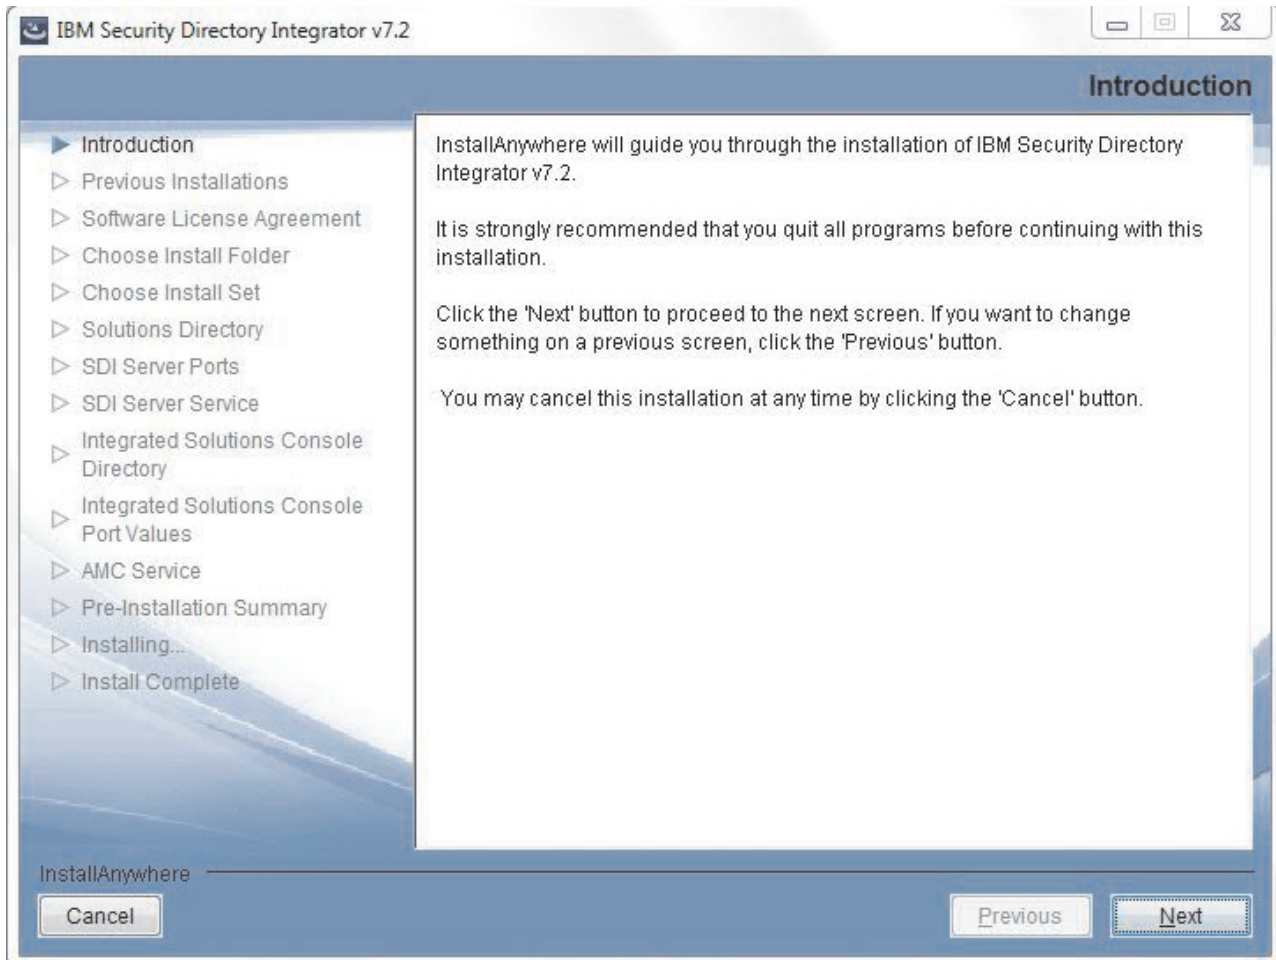 IBM Security Directory Integrator v7.2
Introduction
Introduction
Previous Installations
Software License Agreement
Choose Install Folder
Choose Install Set
Solutions Directory
SDI Server Ports
SDI Server Service
Integrated Solutions Console
Directory
Integrated Solutions Console
Port Values
AMC Service
Pre-Installation Summary
Installing...
Install Complete
InstallAnywhere will guide you through the installation of IBM Security Directory
Integrator v7.2.
It is strongly recommended that you quit all programs before continuing with this
installation.
Click the 'Next' button to proceed to the next screen. If you want to change
something on a previous screen, click the 'Previous' button.
You may cancel this installation at any time by clicking the 'Cancel' button.
InstallAnywhere
Cancel
Previous
Next